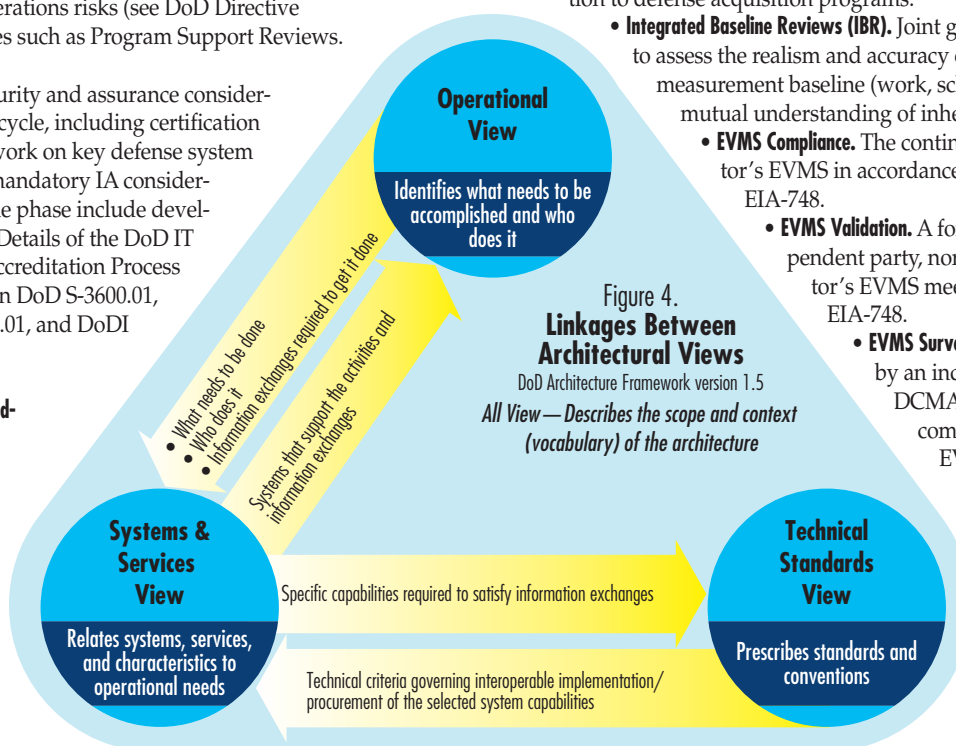 erations risks (see DoD Directive
es such as Program Support Reviews.
urity and assurance consider-
cycle, including certification
work on key defense system
mandatory IA consider-
e phase include devel-
Details of the DoD IT
ccreditation Process
n DoD S-3600.01,
.01, and DoDI
d-
tion to defense acquisition programs.
• Integrated Baseline Reviews (IBR). Joint g
to assess the realism and accuracy
measurement baseline (work, sc
mutual understanding of inhe
• EVMS Compliance. The contin
tor's EVMS in accordance
EIA-748.
• EVMS Validation. A fo
pendent party, nor
tor's EVMS mee
EIA-748.
• EVMS Surve
by an ind
DCMA
com
EV
Operational
View
Identifies what needs to be
accomplished and who
does it
• What needs to be done
• Who does it
• Information exchanges required to get it done
Systems that support the activities and
information exchanges
Figure 4.
Linkages Between
Architectural Views
DoD Architecture Framework version 1.5
All View — Describes the scope and context
(vocabulary) of the architecture
Systems &
Services
View
Relates systems, services,
and characteristics to
operational needs
Specific capabilities required to satisfy information exchanges
Technical criteria governing interoperable implementation/
procurement of the selected system capabilities
Technical
Standards
View
Prescribes standards and
conventions